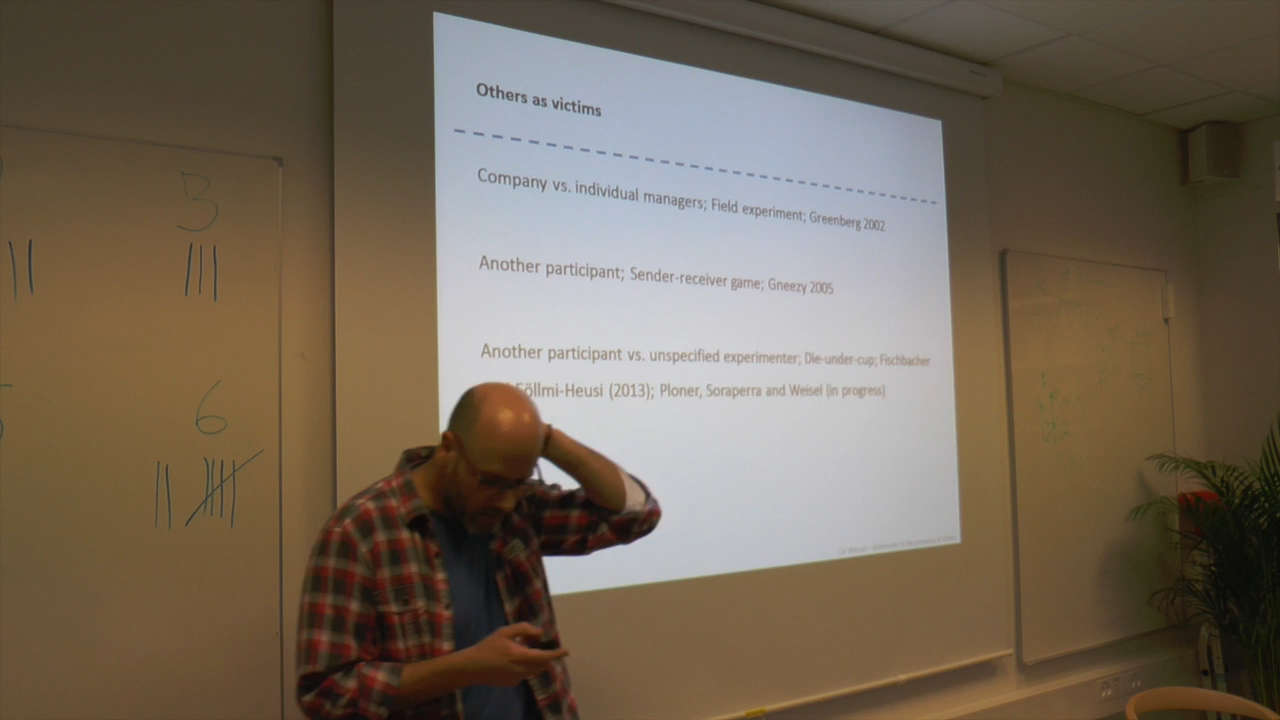 Others as victims
Company vs. individual managers; Field experiment; Greenberg 2002
Another participant; Sender-receiver game; Gneezy 2005
Another participant vs. unspecified experimenter; Die-under-cup; Fischbacher
Föllmi-Heusi (2013); Ploner, Soraperra and Weisel (in progress)
3
6